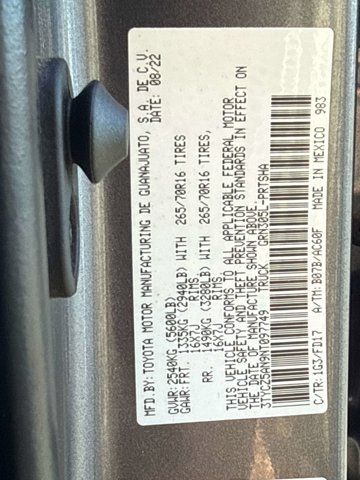 MFD.BY: TOYOTA MOTOR MANUFACTURING DE GUANAJUATO, S.A. DE C.V.
DATE: 08/22
GVWR: 2540KG (5600LB)
GAWR: FRT. 1335KG (2940LB) WITH 265/70R16 TIRES
16X7J RIMS,
RR. 1490KG (3280LB) WITH 265/70R16 TIRES,
16X7J RIMS,
THIS VEHICLE CONFORMS TO ALL APPLICABLE FEDERAL MOTOR
VEHICLE SAFETY AND THEFT PREVENTION STANDARDS IN EFFECT ON
THE DATE OF MANUFACTURE SHOWN ABOVE.
3TYCZ5AN9NT097749 TRUCK GRN305L-PRTSHA
C/TR: 1G3/FD17 A/TM: B07B/AC60F MADE IN MEXICO 983